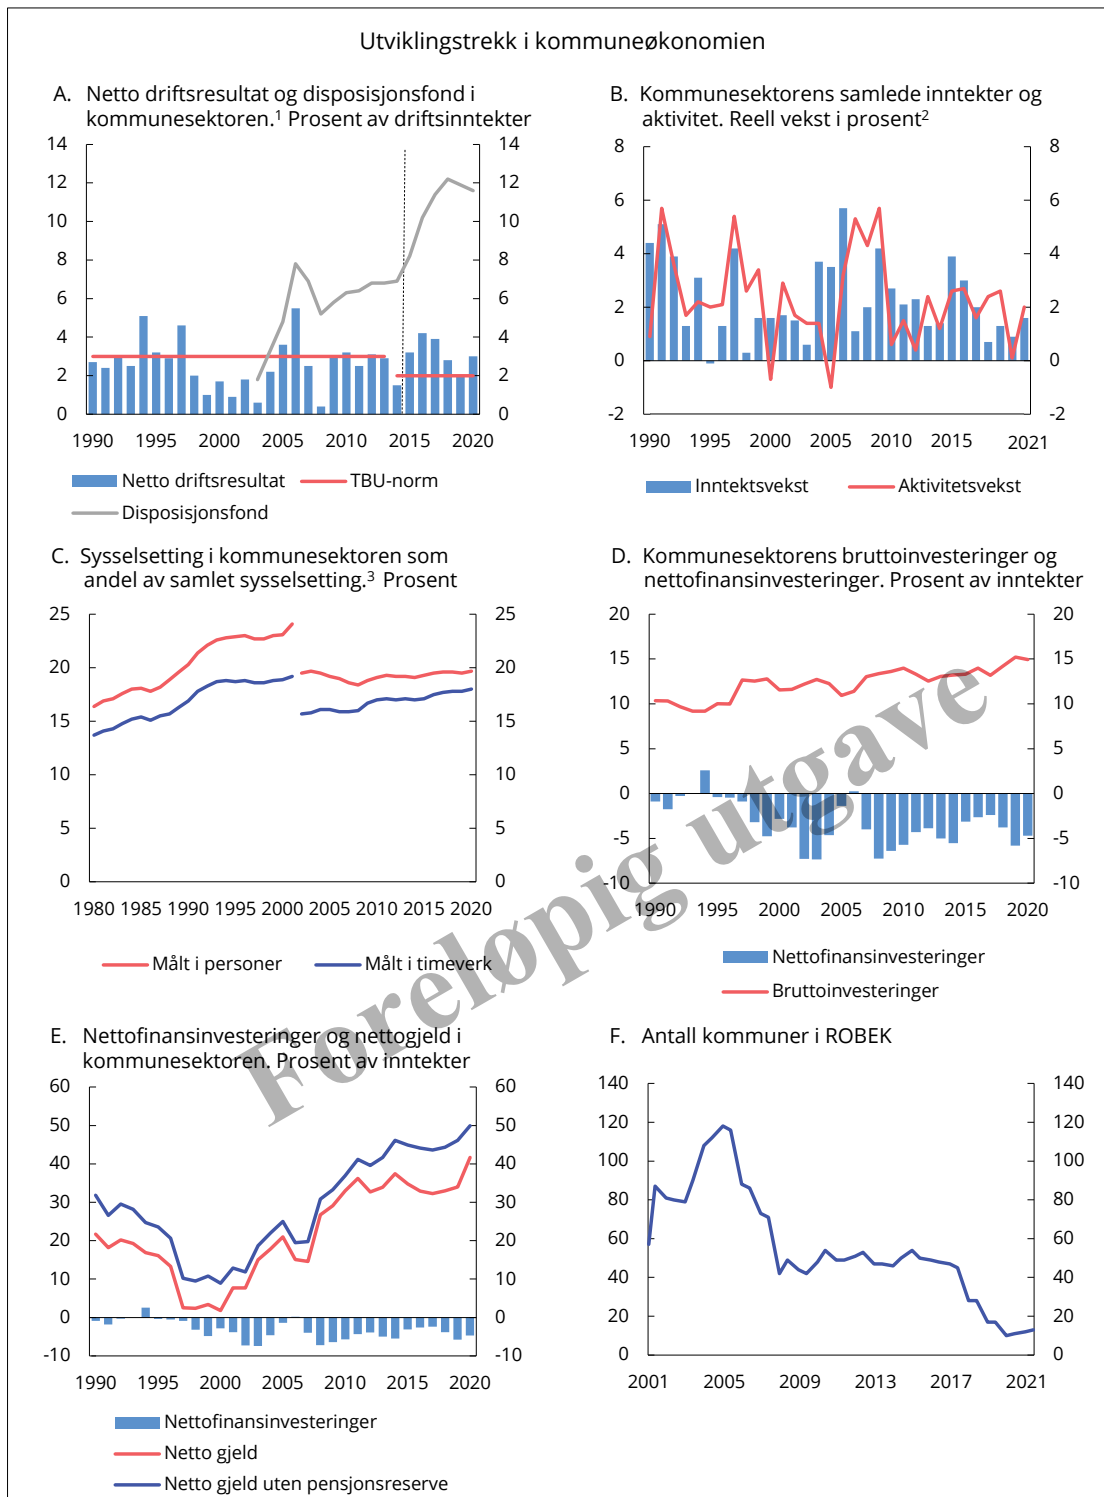 Utviklingstrekk i kommuneøkonomien
A. Netto driftsresultat og disposisjonsfond i
kommunesektoren.¹ Prosent av driftsinntekter
14 14
12 12
10 10
8 8
6 6
4 4
2 2
0 0
1990 1995 2000 2005 2010 2015 2020
Netto driftsresultat TBU-norm
Disposisjonsfond
B. Kommunesektorens samlede inntekter og
aktivitet. Reell vekst i prosent²
8 8
6 6
4 4
2 2
0 0
-2 -2
1990 1995 2000 2005 2010 2015 2021
Inntektsvekst Aktivitetsvekst
C. Sysselsetting i kommunesektoren som
andel av samlet sysselsetting.³ Prosent
25 25
20 20
15 15
10 10
5 5
0 0
1980 1985 1990 1995 2000 2005 2010 2015 2020
Målt i personer Målt i timeverk
D. Kommunesektorens bruttoinvesteringer og
nettofinansinvesteringer. Prosent av inntekter
20 20
15 15
10 10
5 5
0 0
-5 -5
-10 -10
1990 1995 2000 2005 2010 2015 2020
Nettofinansinvesteringer
Bruttoinvesteringer
E. Nettofinansinvesteringer og nettogjeld i
kommunesektoren. Prosent av inntekter
60 60
50 50
40 40
30 30
20 20
10 10
0 0
-10 -10
1990 1995 2000 2005 2010 2015 2020
Nettofinansinvesteringer
Netto gjeld
Netto gjeld uten pensjonsreserve
F. Antall kommuner i ROBEK
140 140
120 120
100 100
80 80
60 60
40 40
20 20
0 0
2001 2005 2009 2013 2017 2021
Foreløpig utgave